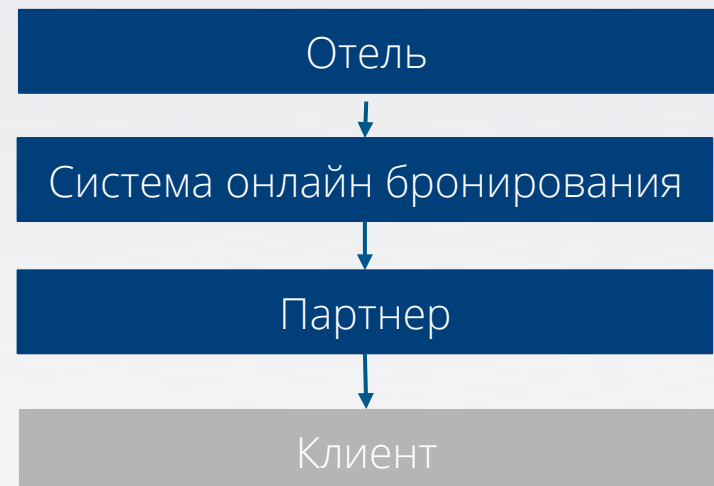 Отель
Система онлайн бронирования
Партнер
Клиент